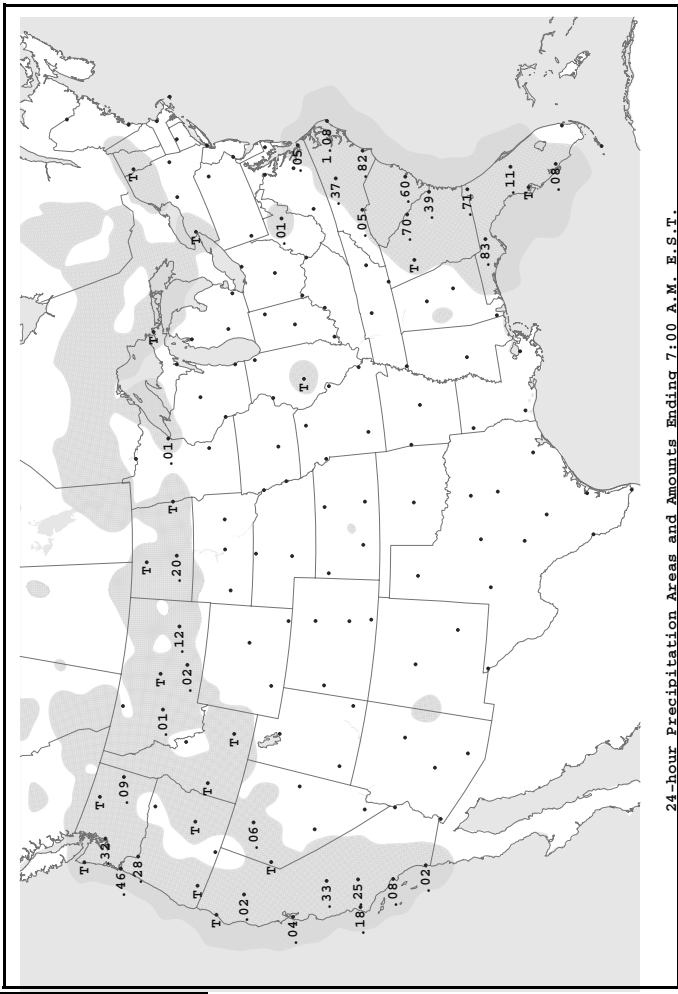 T
T
.32
.46
.09
T
.28
T
T
T
.01
.01
T
.20
.12
.02
T
T
T
T
T
T
.02
.06
T
.01
.04
.05
T
.33
1.08
.37
.25
.18
.05
.82
.08
.60
.70
T
.02
.39
.71
.83
.11
T
.08
24-hour Precipitation Areas and Amounts Ending 7:00 A.M. E.S.T.